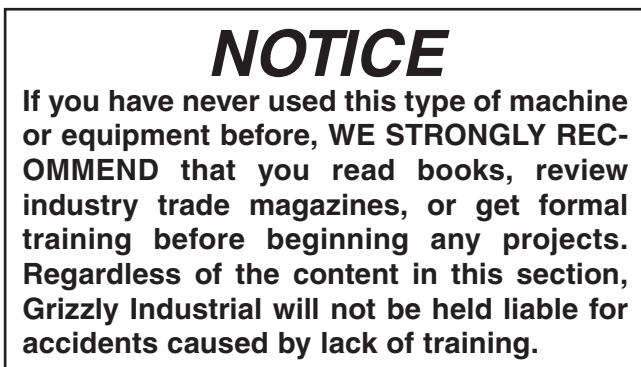 NOTICE
If you have never used this type of machine
or equipment before, WE STRONGLY REC-
OMMEND that you read books, review
industry trade magazines, or get formal
training before beginning any projects.
Regardless of the content in this section,
Grizzly Industrial will not be held liable for
accidents caused by lack of training.